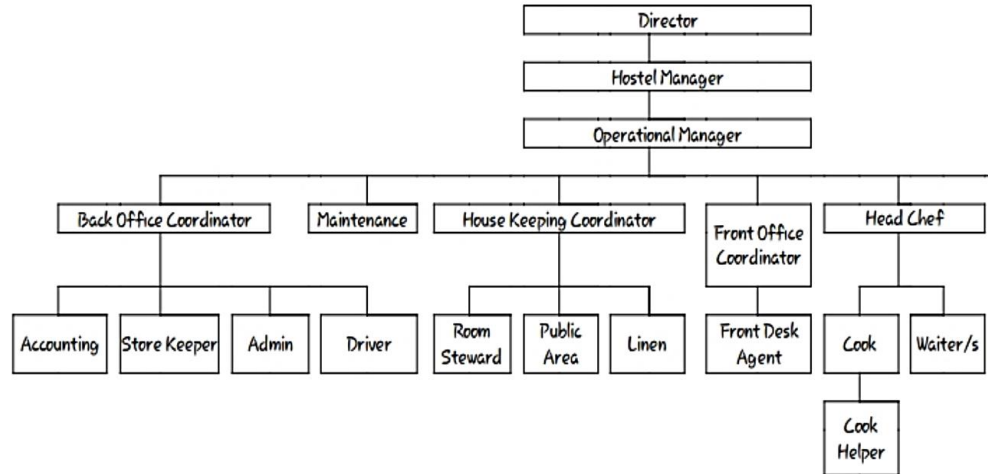 Director
Hostel Manager
Operational Manager
Back Office Coordinator
Maintenance
House Keeping Coordinator
Front Office
Coordinator
Head Chef
Accounting
Store Keeper
Admin
Driver
Room
Steward
Public
Area
Linen
Front Desk
Agent
Cook
Waiter/s
Cook
Helper